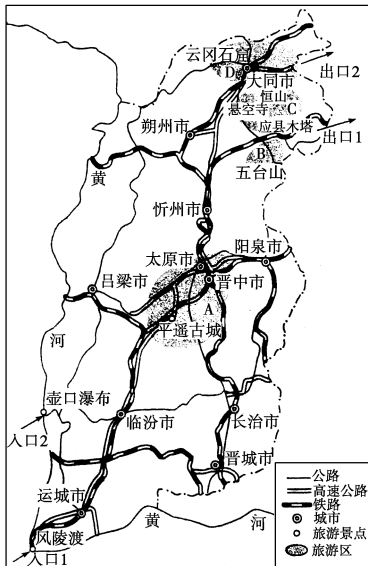 云冈石窟
D
大同市
出口2
恒山
悬空寺
C
朔州市
应县木塔
出口1
B
黄
五台山
忻州市
太原市
阳泉市
吕梁市
晋中市
A
河
平遥古城
壶口瀑布
入口2
临汾市
长治市
晋城市
运城市
黄
河
风陵渡
入口1
公路
高速公路
铁路
城市
旅游景点
旅游区